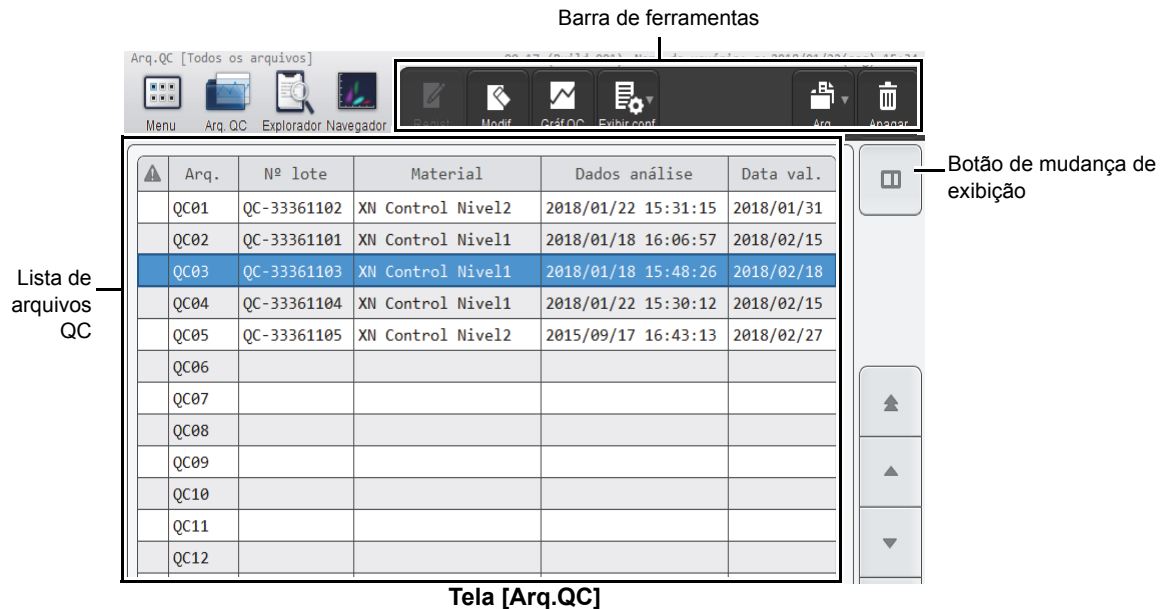 Barra de ferramentas
Arq.QC [Todos os arquivos]
Menu Arq. QC Explorador Navegador Regist. Modif. Gráf.QC Exibir conf. Arq. Apagar
Botão de mudança de
exibição
Arq. Nº lote Material Dados análise Data val.
QC01 QC-33361102 XN Control Nivel2 2018/01/22 15:31:15 2018/01/31
QC02 QC-33361101 XN Control Nivel1 2018/01/18 16:06:57 2018/02/15
QC03 QC-33361103 XN Control Nivel1 2018/01/18 15:48:26 2018/02/18
Lista de
arquivos
QC
QC04 QC-33361104 XN Control Nivel1 2018/01/22 15:30:12 2018/02/15
QC05 QC-33361105 XN Control Nivel2 2015/09/17 16:43:13 2018/02/27
QC06
QC07
QC08
QC09
QC10
QC11
QC12
Tela [Arq.QC]